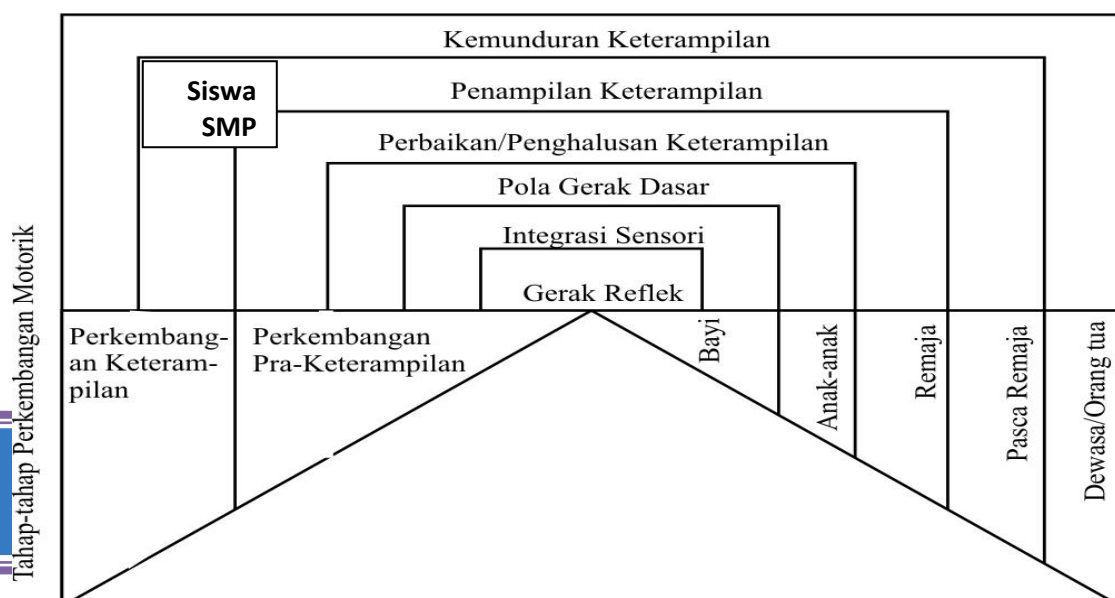 Kemunduran Keterampilan
Siswa
SMP
Penampilan Keterampilan
Perbaikan/Penghalusan Keterampilan
Pola Gerak Dasar
Integrasi Sensori
Gerak Reflek
Tahap-tahap Perkembangan Motorik
Perkembang-
an Keteram-
pilan
Perkembangan
Pra-Keterampilan
Bayi
Anak-anak
Remaja
Pasca Remaja
Dewasa/Orang tua